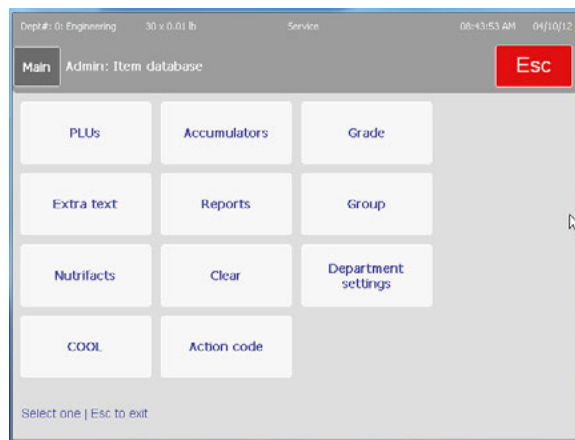 Dept#: 0: Engineering 30 x 0.01 lb Service 08:43:53 AM 04/10/12
Main Admin: Item database Esc
PLUs Accumulators Grade
Extra text Reports Group
Nutrifacts Clear Department settings
COOL Action code
Select one | Esc to exit